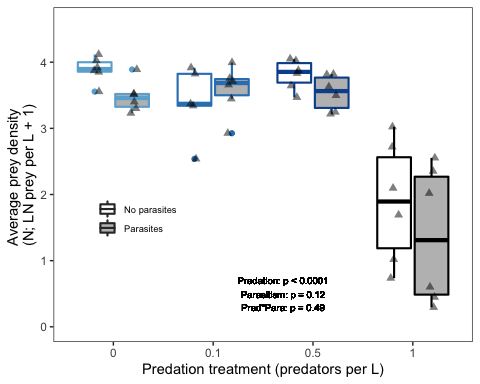 Average prey density
(N; LN prey per L + 1)
4
3
2
1
0
No parasites
Parasites
Predation: p < 0.0001
Parasitism: p = 0.12
Pred*Para: p = 0.49
0
0.1
0.5
1
Predation treatment (predators per L)